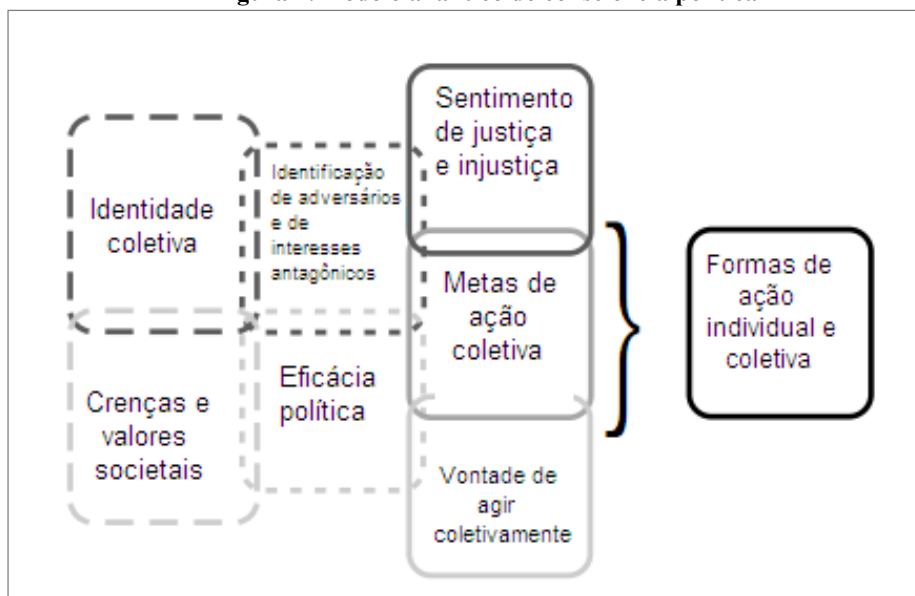 Identidade
coletiva
Crenças e
valores
societais
Identificação
de adversários
e de
interesses
antagônicos
Eficácia
política
Sentimento
de justiça
e injustiça
Metas de
ação
coletiva
Vontade de
agir
coletivamente
}
Formas de
ação
individual e
coletiva